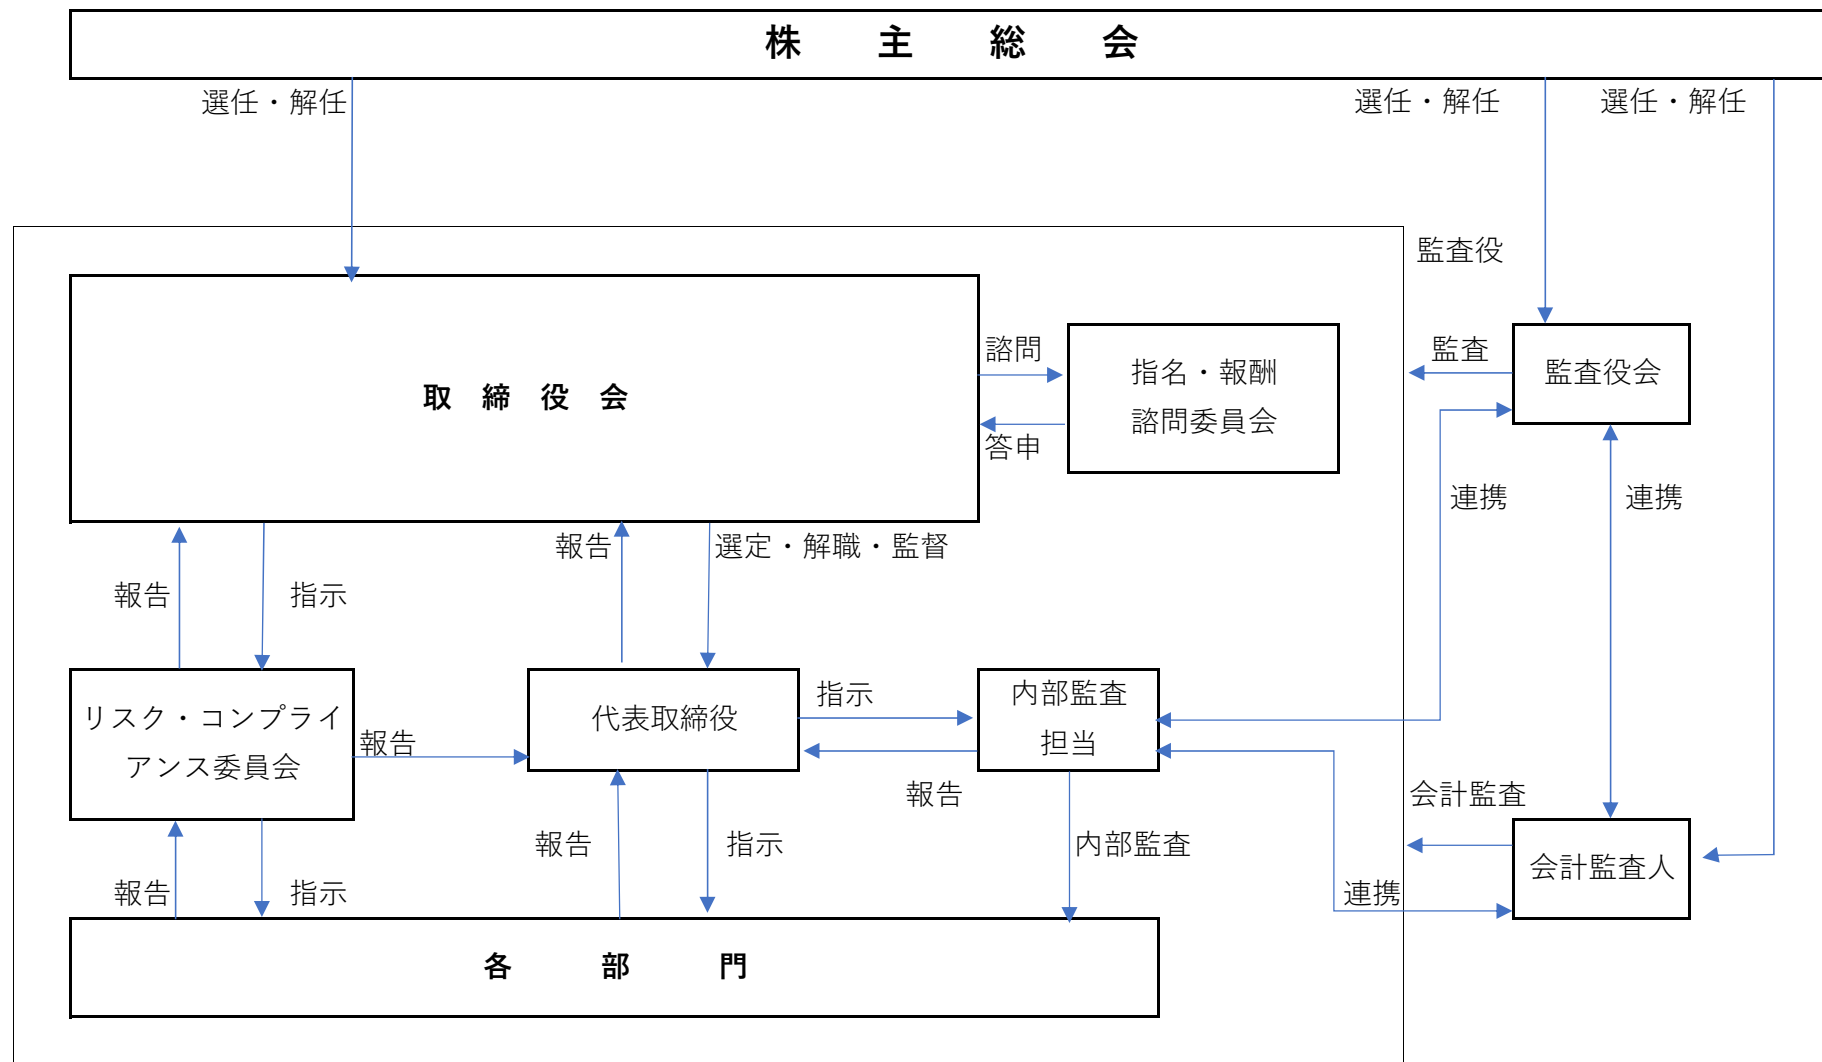 株主総会
選任・解任
選任・解任
選任・解任
監査役
諮問
監査
指名・報酬
諮問委員会
監査役会
取締役会
答申
連携
連携
報告
選定・解職・監督
報告
指示
リスク・コンプライ
アンス委員会
報告
代表取締役
指示
内部監査
担当
報告
会計監査
報告
指示
内部監査
会計監査人
報告
指示
連携
各部門